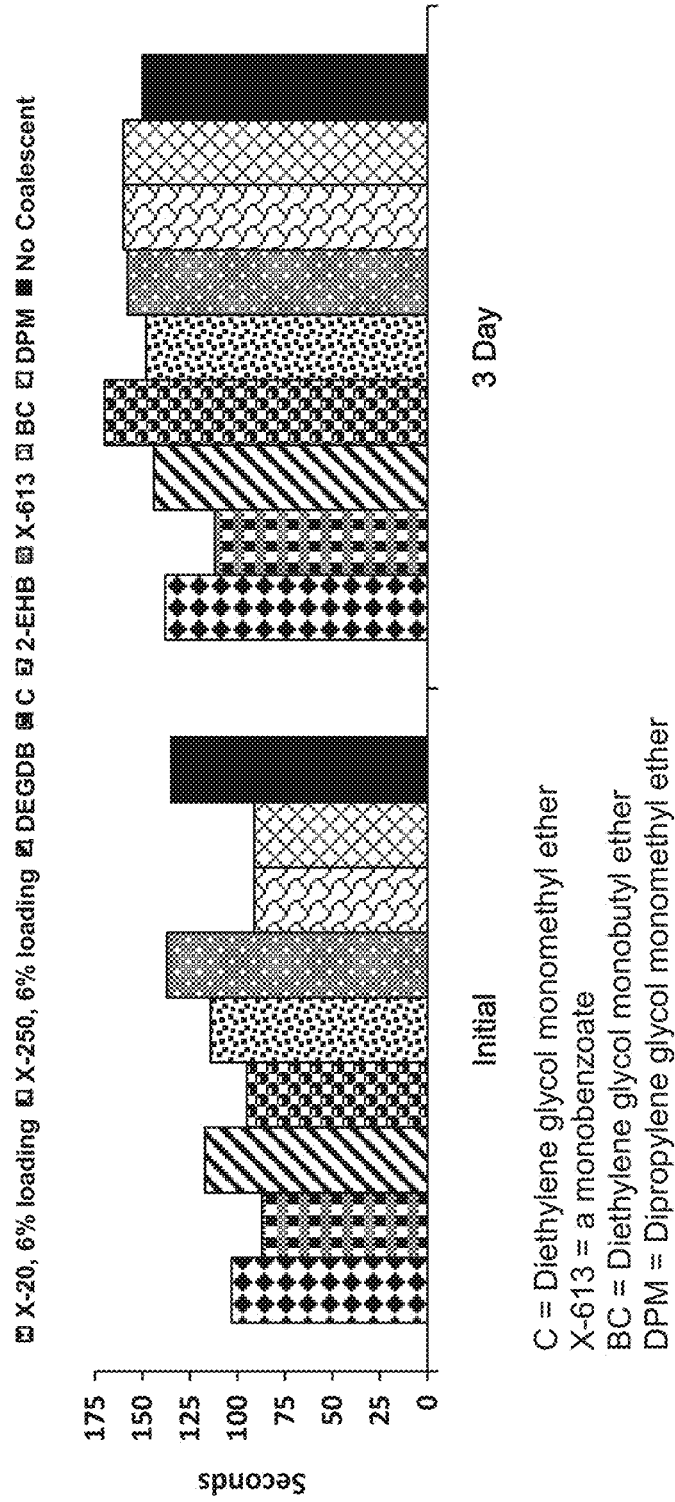 X-20, 6% loading X-250, 6% loading DEGDB C 2-EHB X-613 BC DPM No Coalescent
Seconds
175
150
125
100
75
50
25
0
Initial
3 Day
C = Diethylene glycol monomethyl ether
X-613 = a monobenzoate
BC = Diethylene glycol monobutyl ether
DPM = Dipropylene glycol monomethyl ether